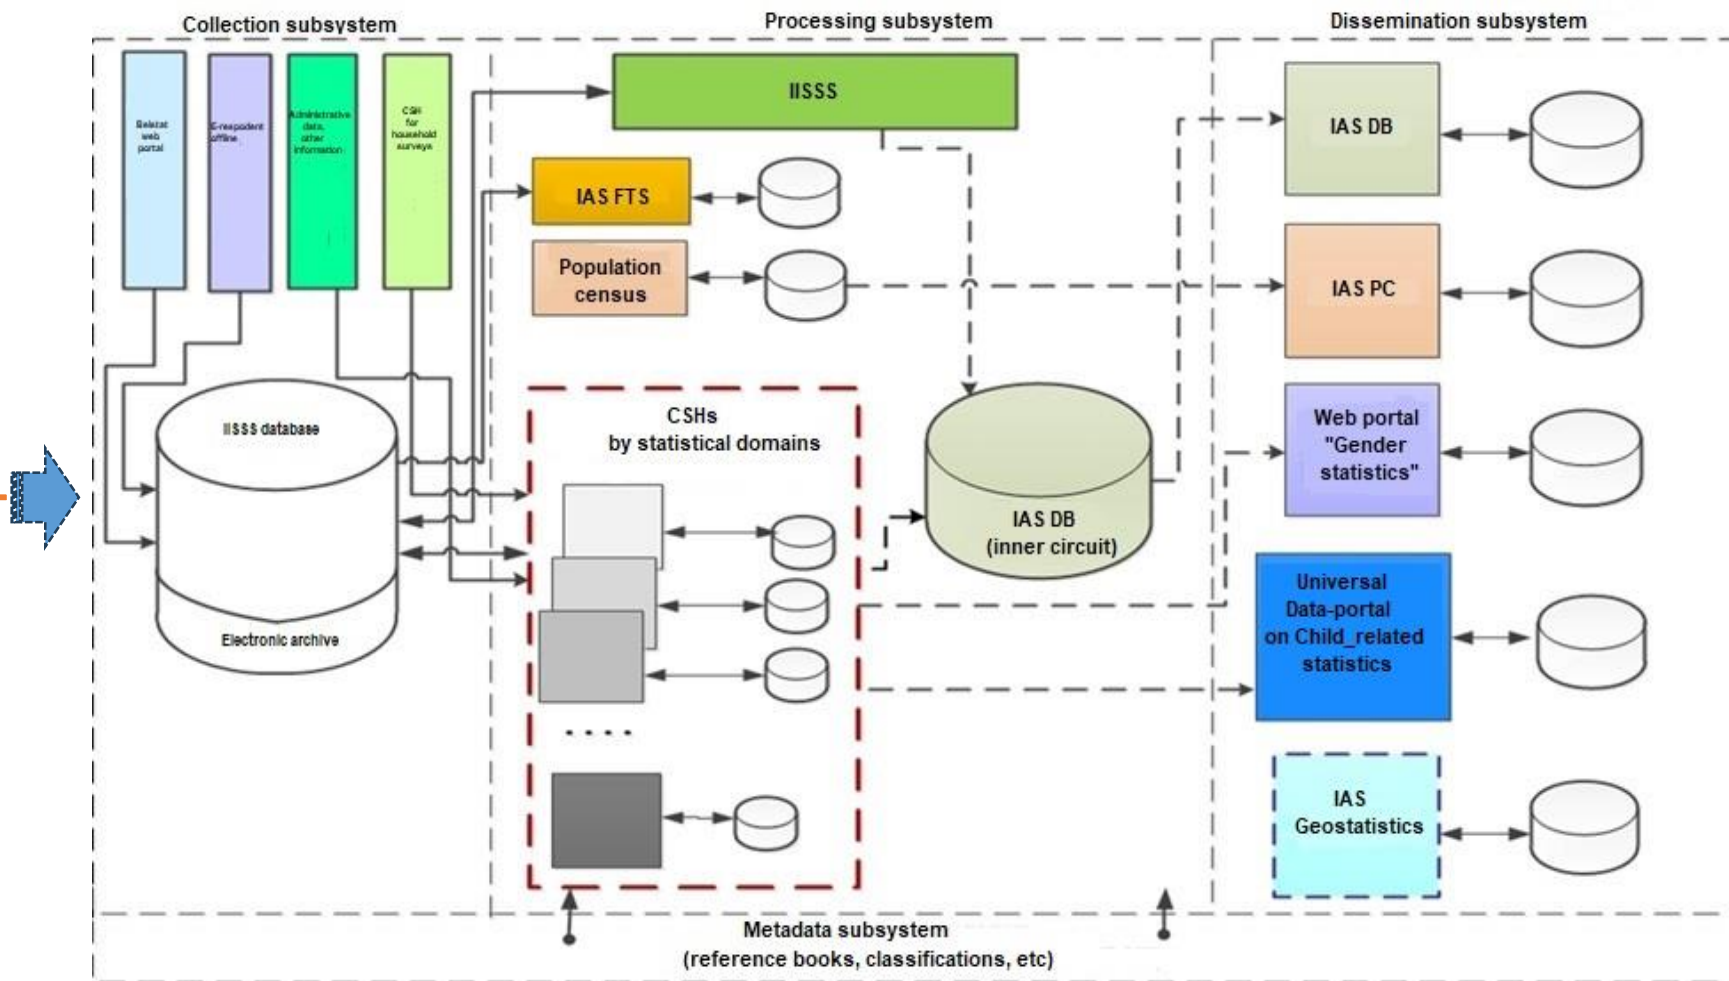 Collection subsystem
Processing subsystem
Dissemination subsystem
Belstat
web
portal
E-respodent
offline
Administrative
data,
other
information
CSH
for
household
surveys
IISSS
IAS FTS
Population
census
IISSS database
Electronic archive
CSHs
by statistical domains
. . . .
IAS DB
(inner circuit)
IAS DB
IAS PC
Web portal
"Gender
statistics"
Universal
Data-portal
on Child_related
statistics
IAS
Geostatistics
Metadata subsystem
(reference books, classifications, etc)